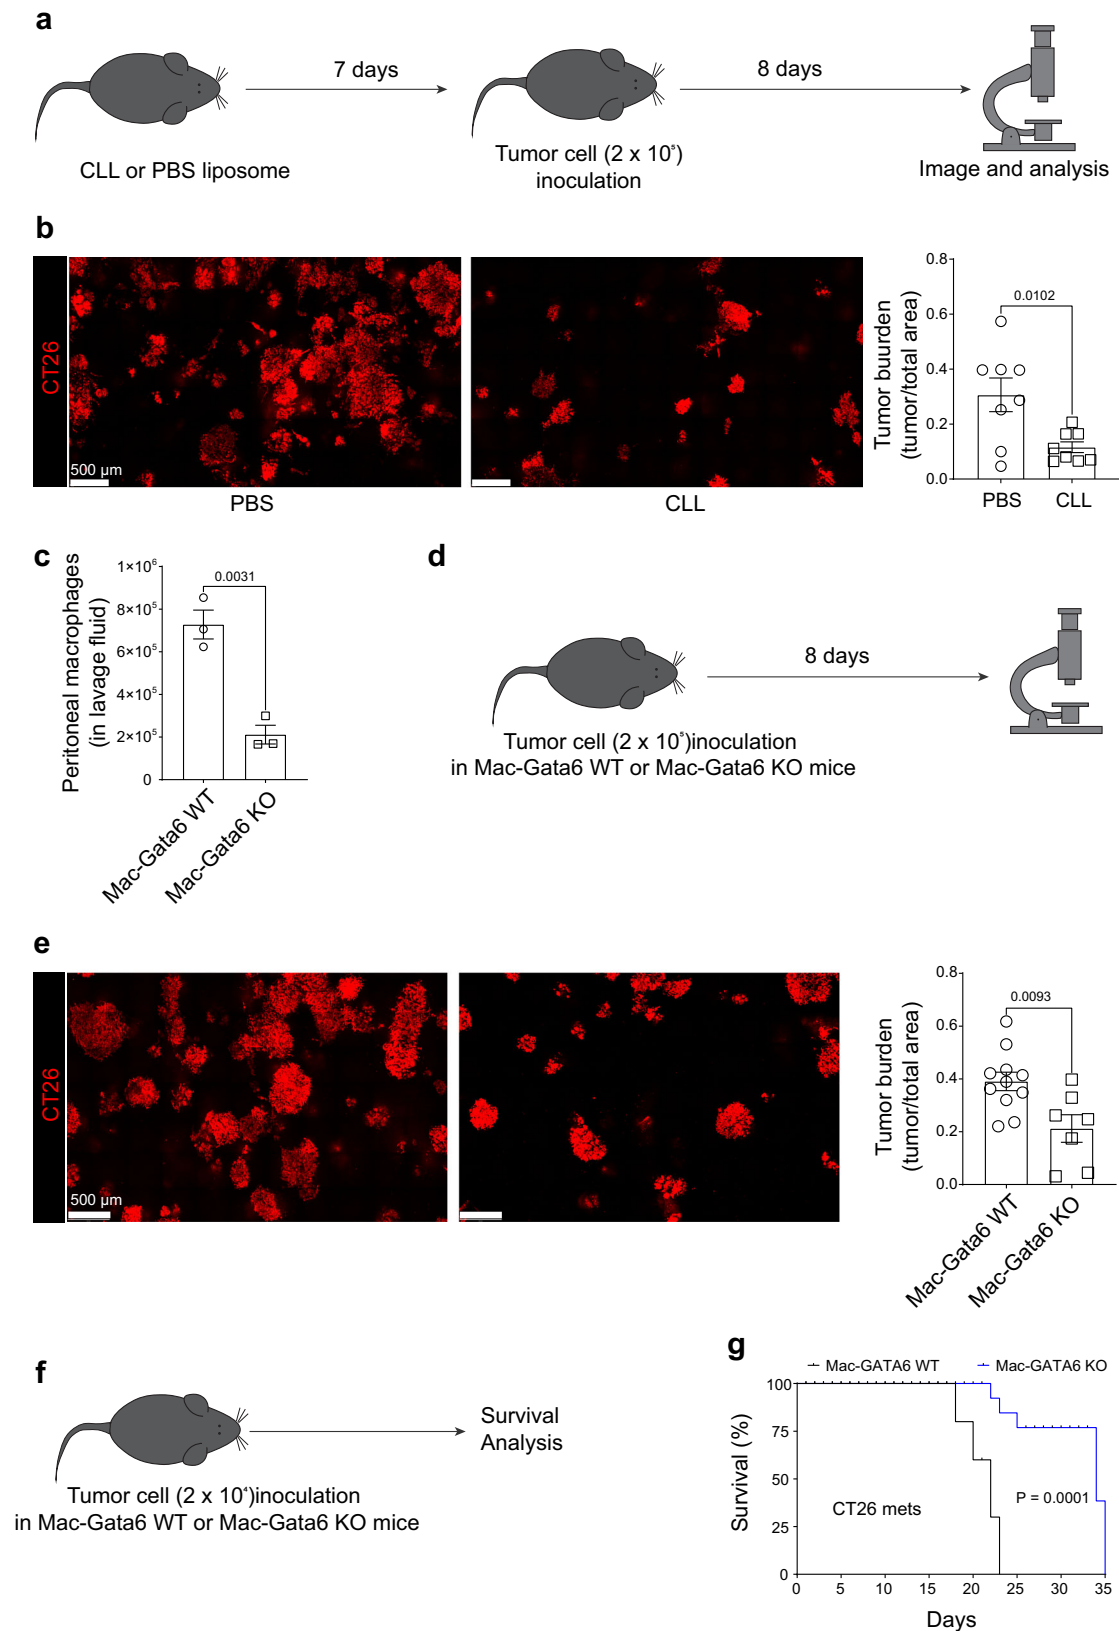 a
7 days
8 days
CLL or PBS liposome
Tumor cell (2 x 10⁵)
inoculation
Image and analysis
b
CT26
500 µm
PBS
CLL
Tumor buurden
(tumor/total area)
0.8
0.6
0.4
0.2
0.0
0.0102
PBS
CLL
c
Peritoneal macrophages
(in lavage fluid)
1×10⁶
8×10⁵
6×10⁵
4×10⁵
2×10⁵
0
0.0031
Mac-Gata6 WT
Mac-Gata6 KO
d
8 days
Tumor cell (2 x 10⁵)inoculation
in Mac-Gata6 WT or Mac-Gata6 KO mice
e
CT26
500 µm
Tumor burden
(tumor/total area)
0.8
0.6
0.4
0.2
0.0
0.0093
Mac-Gata6 WT
Mac-Gata6 KO
f
Survival
Analysis
Tumor cell (2 x 10⁴)inoculation
in Mac-Gata6 WT or Mac-Gata6 KO mice
g
Mac-GATA6 WT
Mac-GATA6 KO
Survival (%)
100
75
50
25
0
CT26 mets
P = 0.0001
0 5 10 15 20 25 30 35
Days